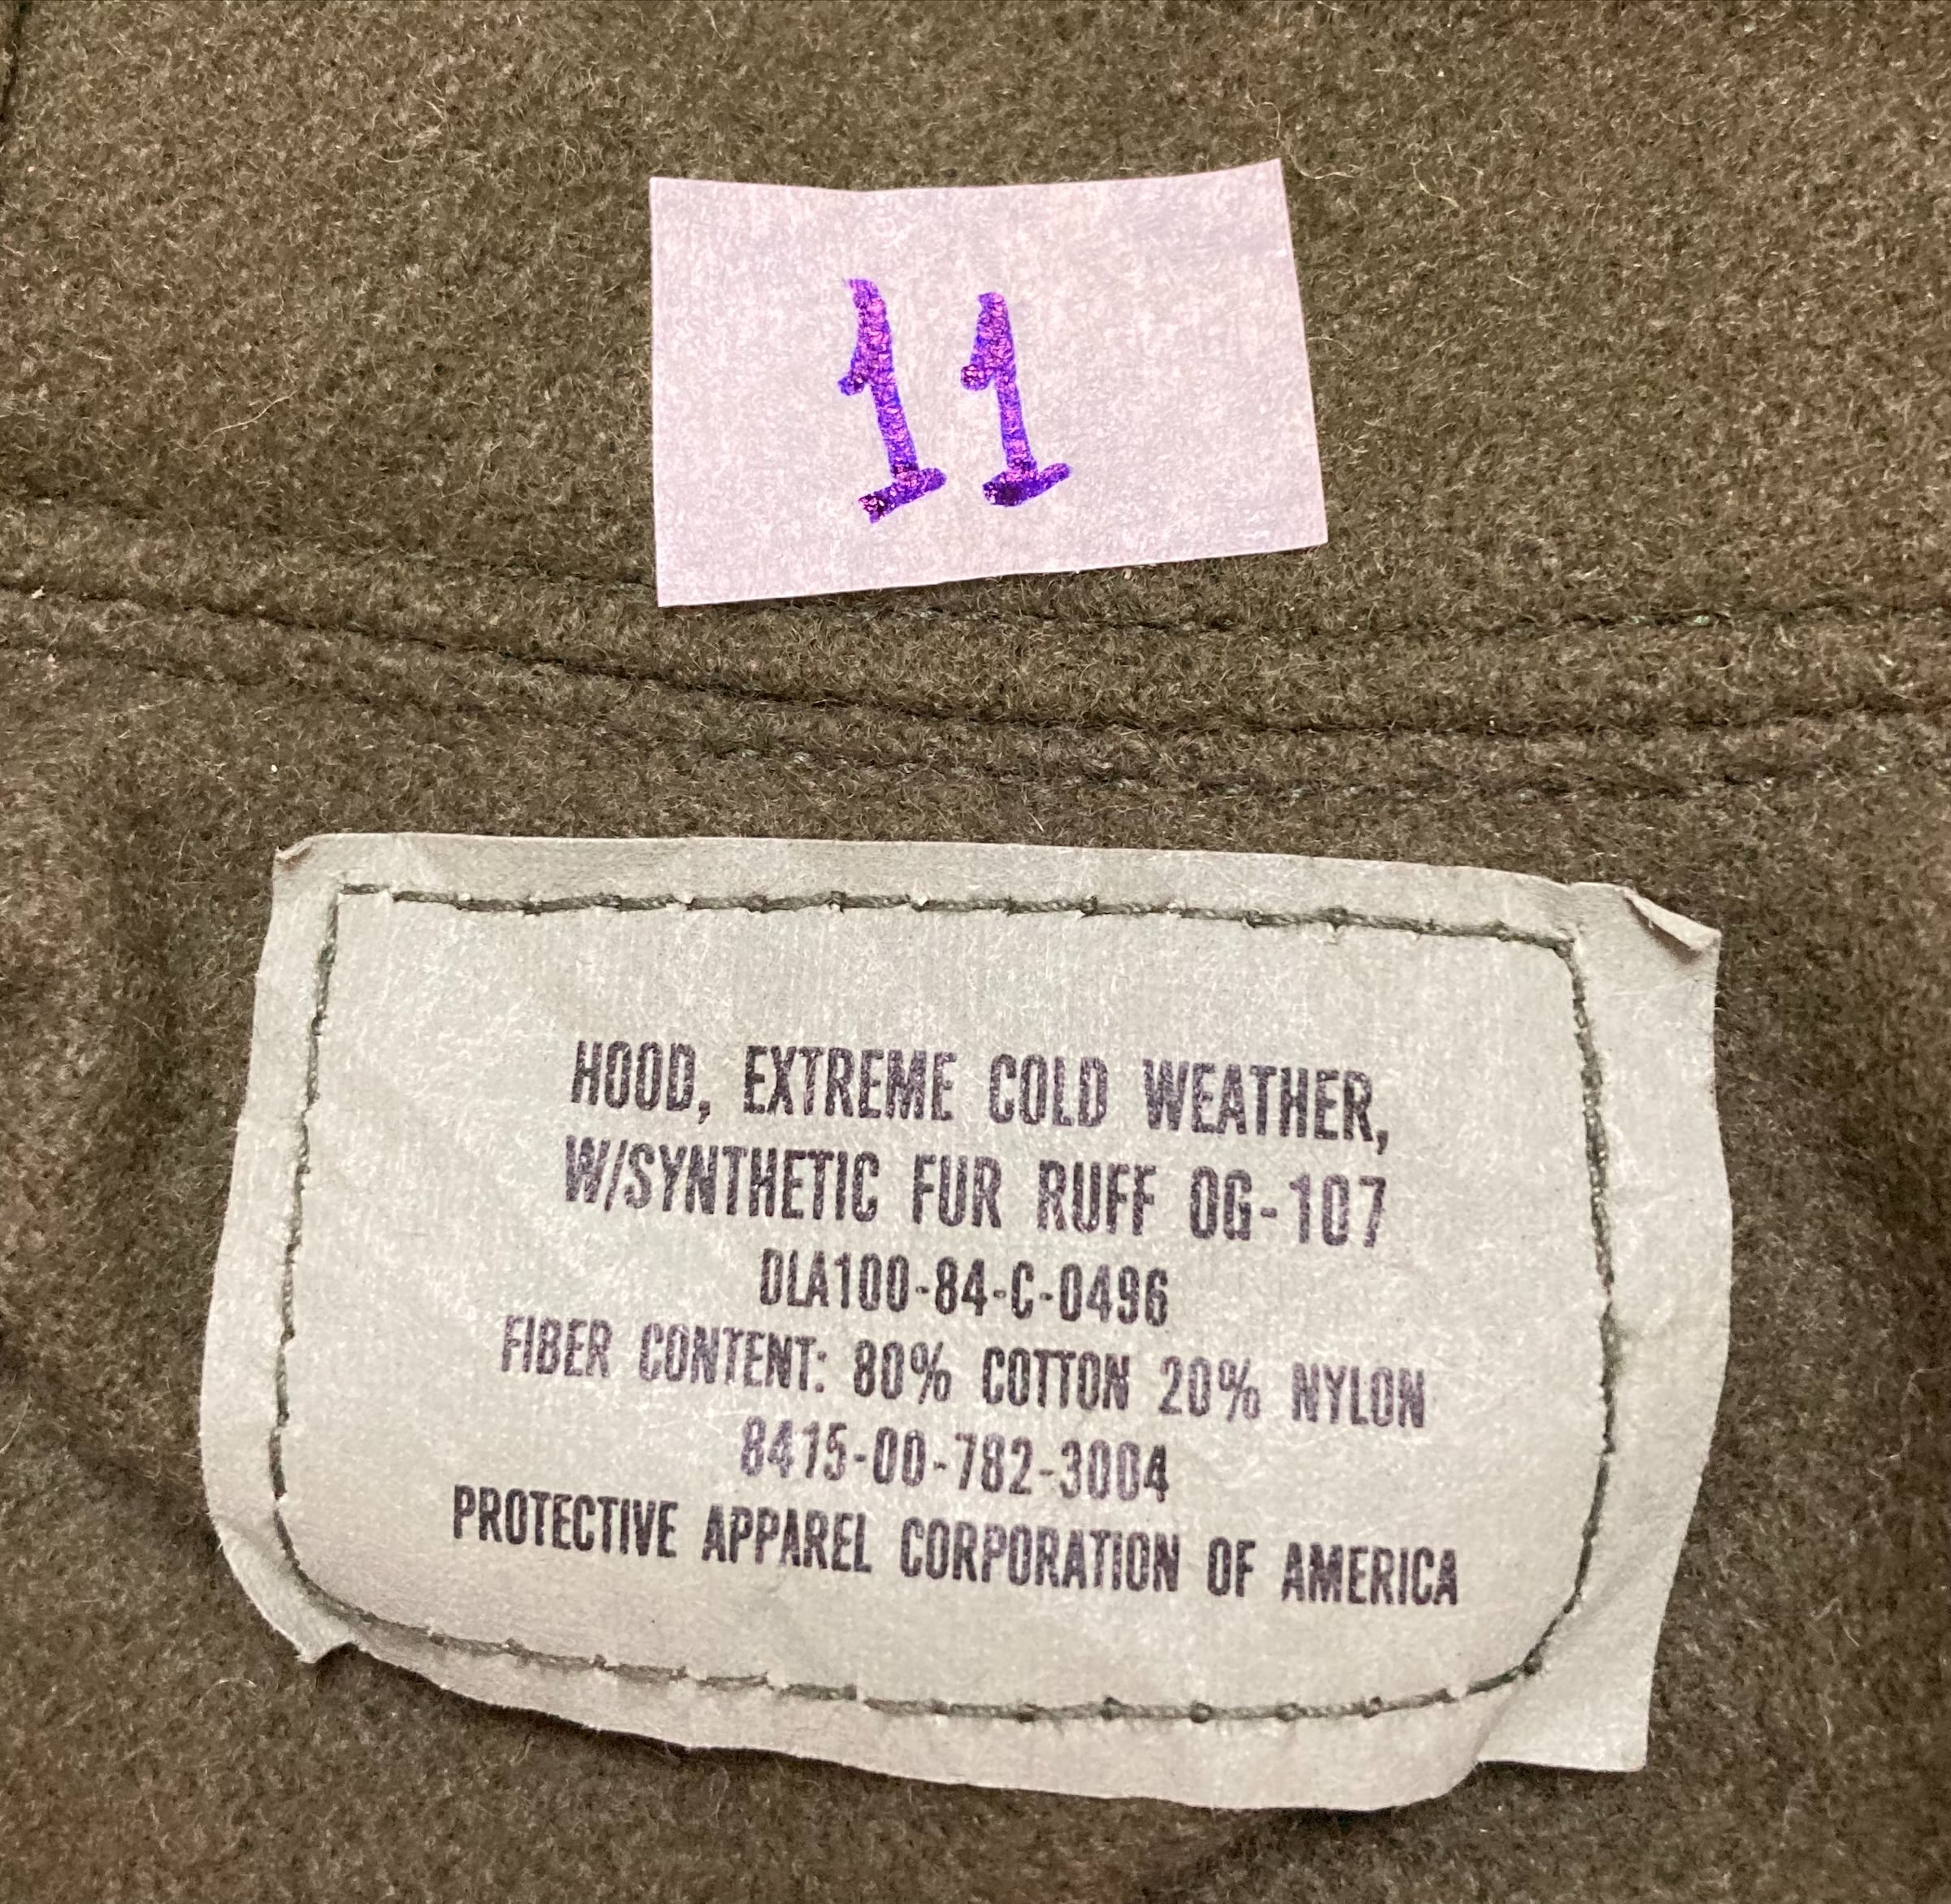 11
HOOD, EXTREME COLD WEATHER,
W/SYNTHETIC FUR RUFF OG-107
DLA100-84-C-0496
FIBER CONTENT: 80% COTTON 20% NYLON
8415-00-782-3004
PROTECTIVE APPAREL CORPORATION OF AMERICA